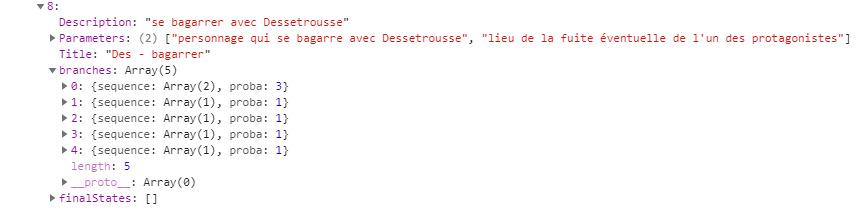 ▼8:
Description: "se bagarrer avec Dessetrousse"
▶Parameters: (2) ["personnage qui se bagarre avec Dessetrousse", "lieu de la fuite éventuelle de l'un des protagonistes"]
Title: "Des - bagarrer"
▼branches: Array(5)
▶0: {sequence: Array(2), proba: 3}
▶1: {sequence: Array(1), proba: 1}
▶2: {sequence: Array(1), proba: 1}
▶3: {sequence: Array(1), proba: 1}
▶4: {sequence: Array(1), proba: 1}
length: 5
▶__proto__: Array(0)
▶finalStates: []